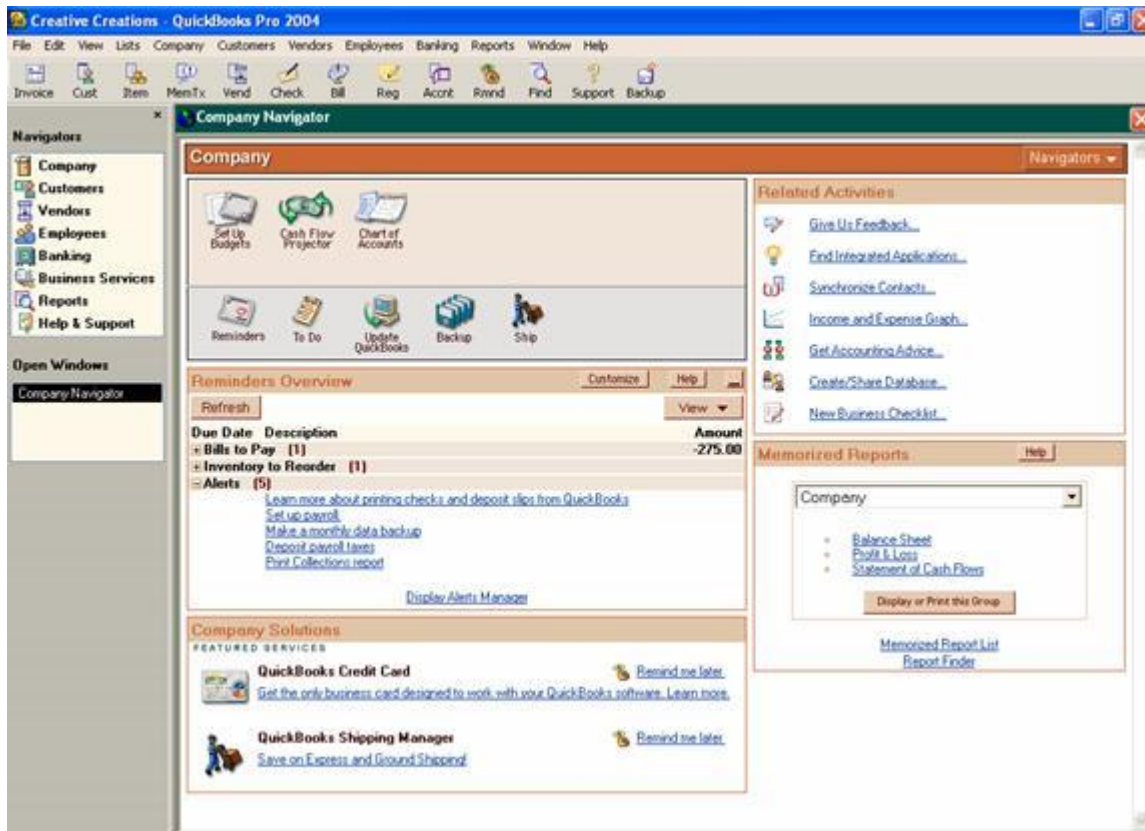 Creative Creations - QuickBooks Pro 2004
File Edit View Lists Company Customers Vendors Employees Banking Reports Window Help
Invoice Cust Item MemTx Vend Check Bill Reg Accnt Rmnd Find Support Backup
Navigators
Company
Customers
Vendors
Employees
Banking
Business Services
Reports
Help & Support
Open Windows
Company Navigator
Company Navigator
Company
Navigators
Set Up Budgets
Cash Flow Projector
Chart of Accounts
Reminders
To Do
Update QuickBooks
Backup
Ship
Reminders Overview
Customize
Help
Refresh
View
Due Date Description Amount
+ Bills to Pay (1) -275.00
+ Inventory to Reorder (1)
- Alerts (5)
Learn more about printing checks and deposit slips from QuickBooks
Set up payroll
Make a monthly data backup
Deposit payroll taxes
Print Collections report
Display Alerts Manager
Company Solutions
FEATURED SERVICES
QuickBooks Credit Card
Remind me later.
Get the only business card designed to work with your QuickBooks software. Learn more.
QuickBooks Shipping Manager
Remind me later.
Save on Express and Ground Shipping!
Related Activities
Give Us Feedback...
Find Integrated Applications...
Synchronize Contacts...
Income and Expense Graph...
Get Accounting Advice...
Create/Share Database...
New Business Checklist...
Memorized Reports
Help
Company
Balance Sheet
Profit & Loss
Statement of Cash Flows
Display or Print this Group
Memorized Report List
Report Finder